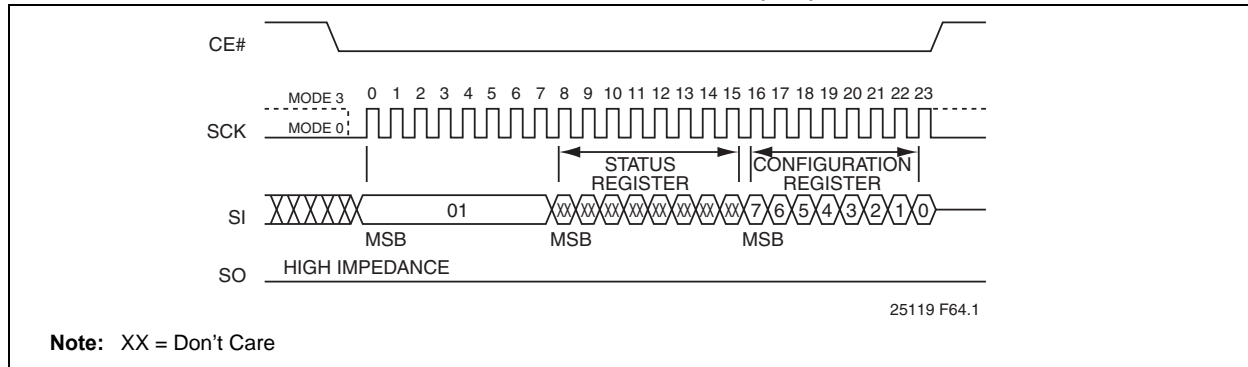 CE#
MODE 3 0 1 2 3 4 5 6 7 8 9 10 11 12 13 14 15 16 17 18 19 20 21 22 23
SCK MODE 0
STATUS REGISTER
CONFIGURATION REGISTER
SI 01 XX XX XX XX XX XX XX XX 7 6 5 4 3 2 1 0
MSB MSB MSB
SO HIGH IMPEDANCE
25119 F64.1
Note: XX = Don't Care